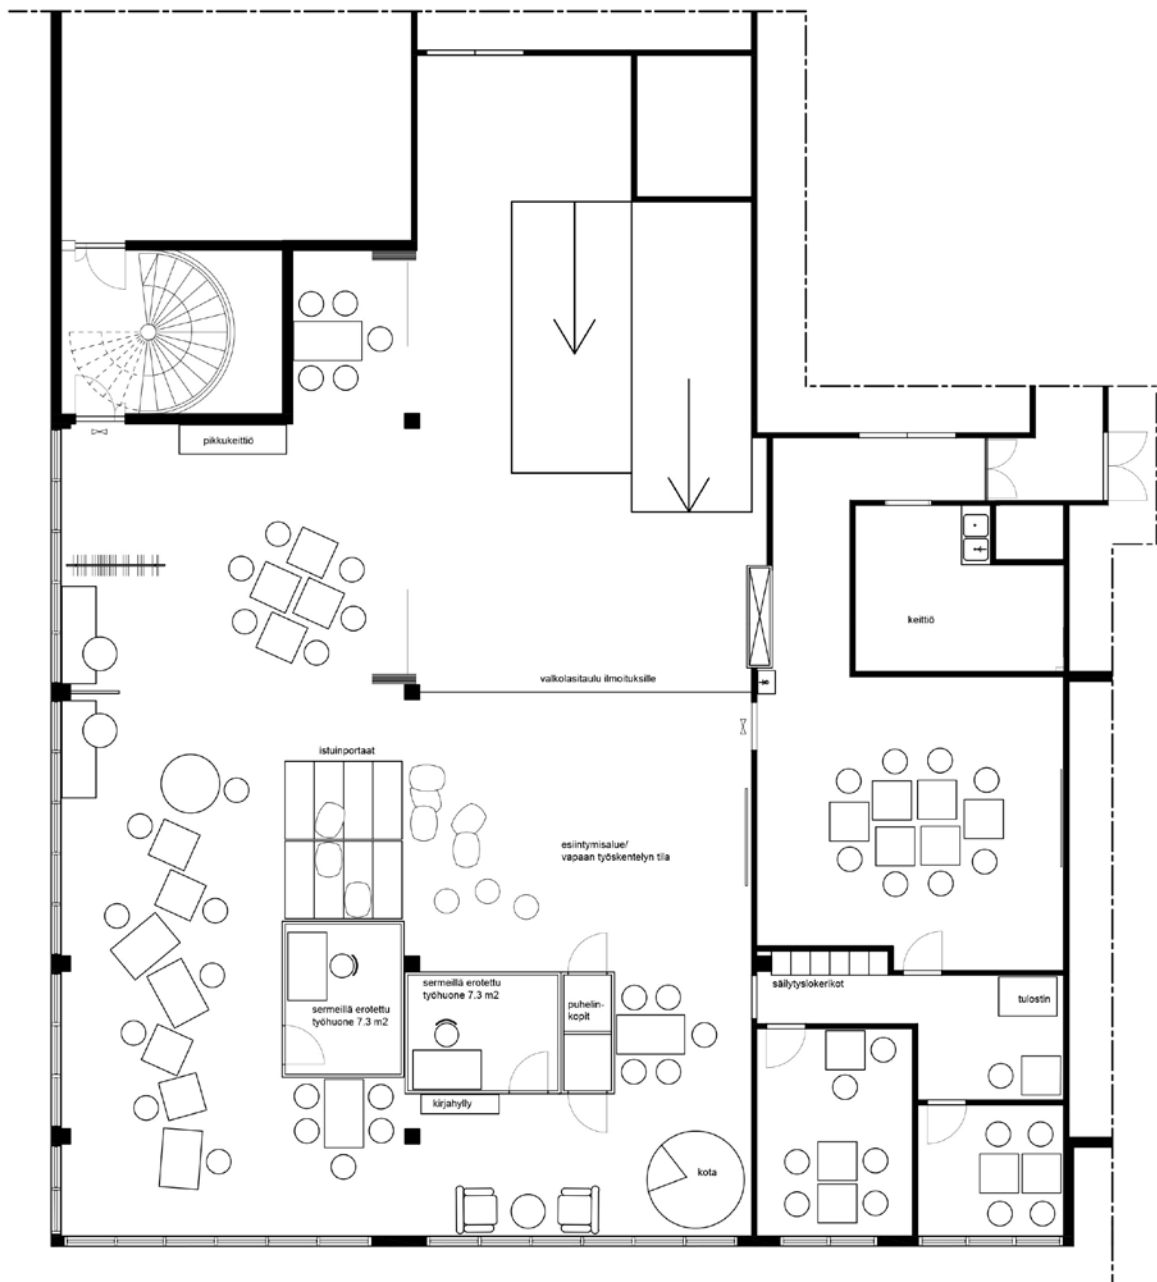 pikkukeittiö
keittiö
valkolasitaulu ilmoituksille
istuinportaat
esiintymisalue/
vapaan työskentelyn tila
sermeillä erotettu
työhuone 7.3 m2
sermeillä erotettu
työhuone 7.3 m2
puhelin-
kopit
säilytyslokerikot
tulostin
kirjahylly
kota